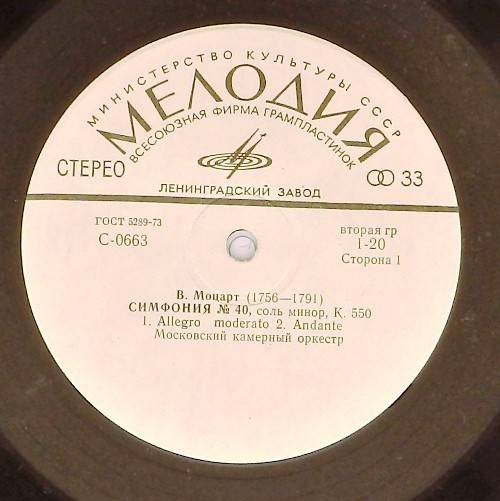 МИНИСТЕРСТВО КУЛЬТУРЫ СССР
МЕЛОДИЯ
ВСЕСОЮЗНАЯ ФИРМА ГРАМПЛАСТИНОК
СТЕРЕО
33
ЛЕНИНГРАДСКИЙ ЗАВОД
ГОСТ 5289-73
С-0663
вторая гр
1-20
Сторона 1
В. Моцарт (1756—1791)
СИМФОНИЯ № 40, соль минор, К. 550
1. Allegro moderato 2. Andante
Московский камерный оркестр